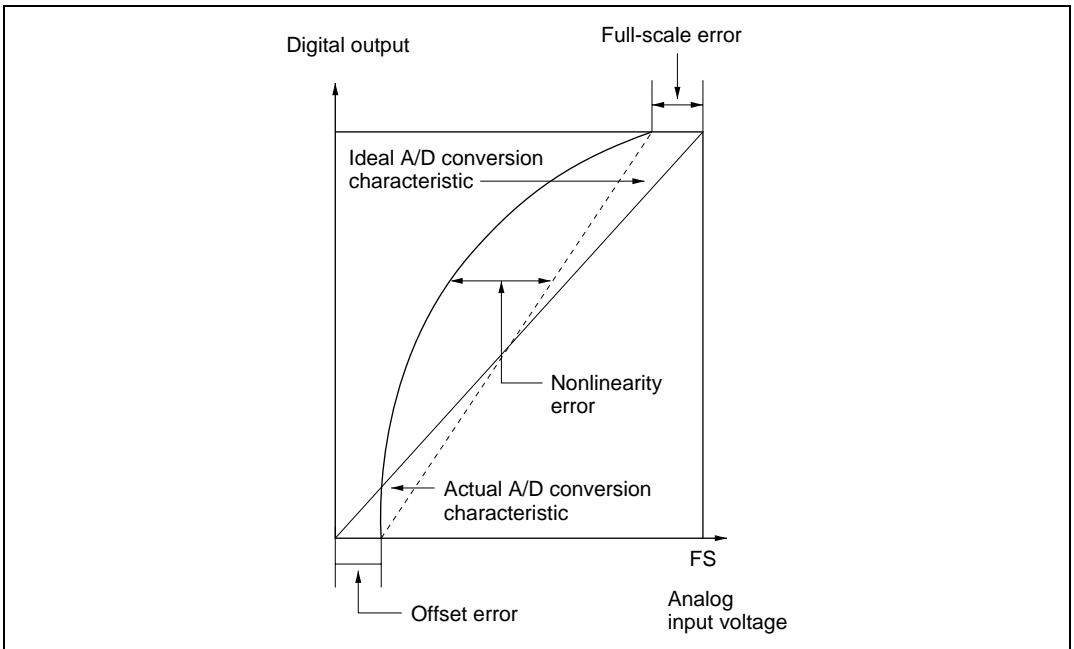 Full-scale error
Digital output
Ideal A/D conversion
characteristic
Nonlinearity
error
Actual A/D conversion
characteristic
FS
Offset error
Analog
input voltage